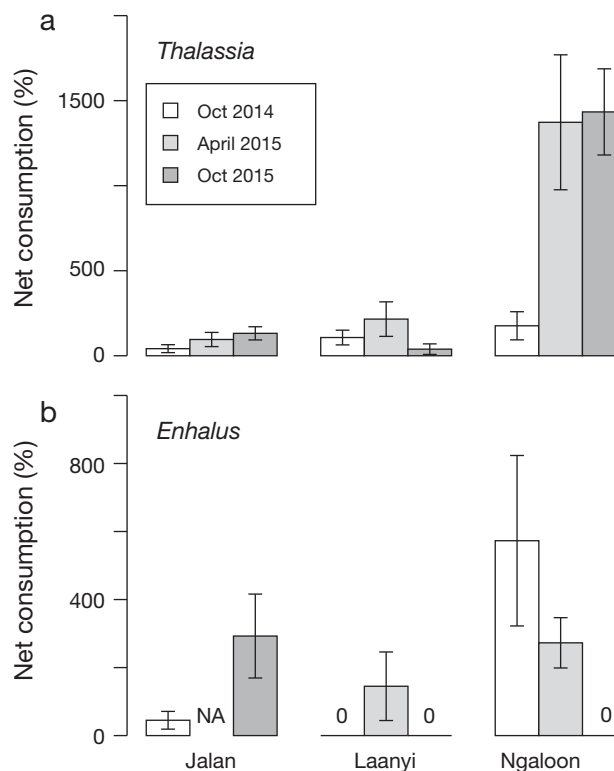 a
Thalassia
Net consumption (%)
1500
500
0
Oct 2014
April 2015
Oct 2015
b
Enhalus
Net consumption (%)
800
400
0
NA
0
0
0
Jalan
Laanyi
Ngaloon